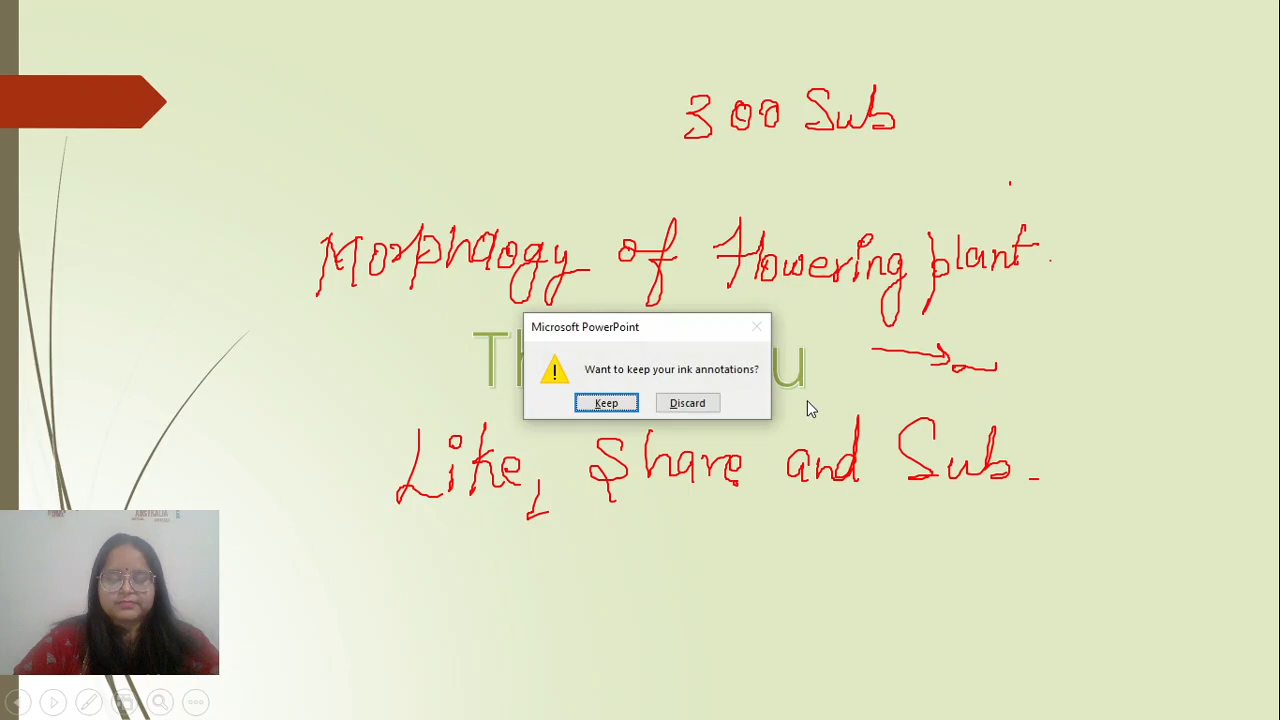 300 Sub
Morphology of flowering plant.
Microsoft PowerPoint
Want to keep your ink annotations?
Keep Discard
Like, Share and Sub.
AUSTRALIA